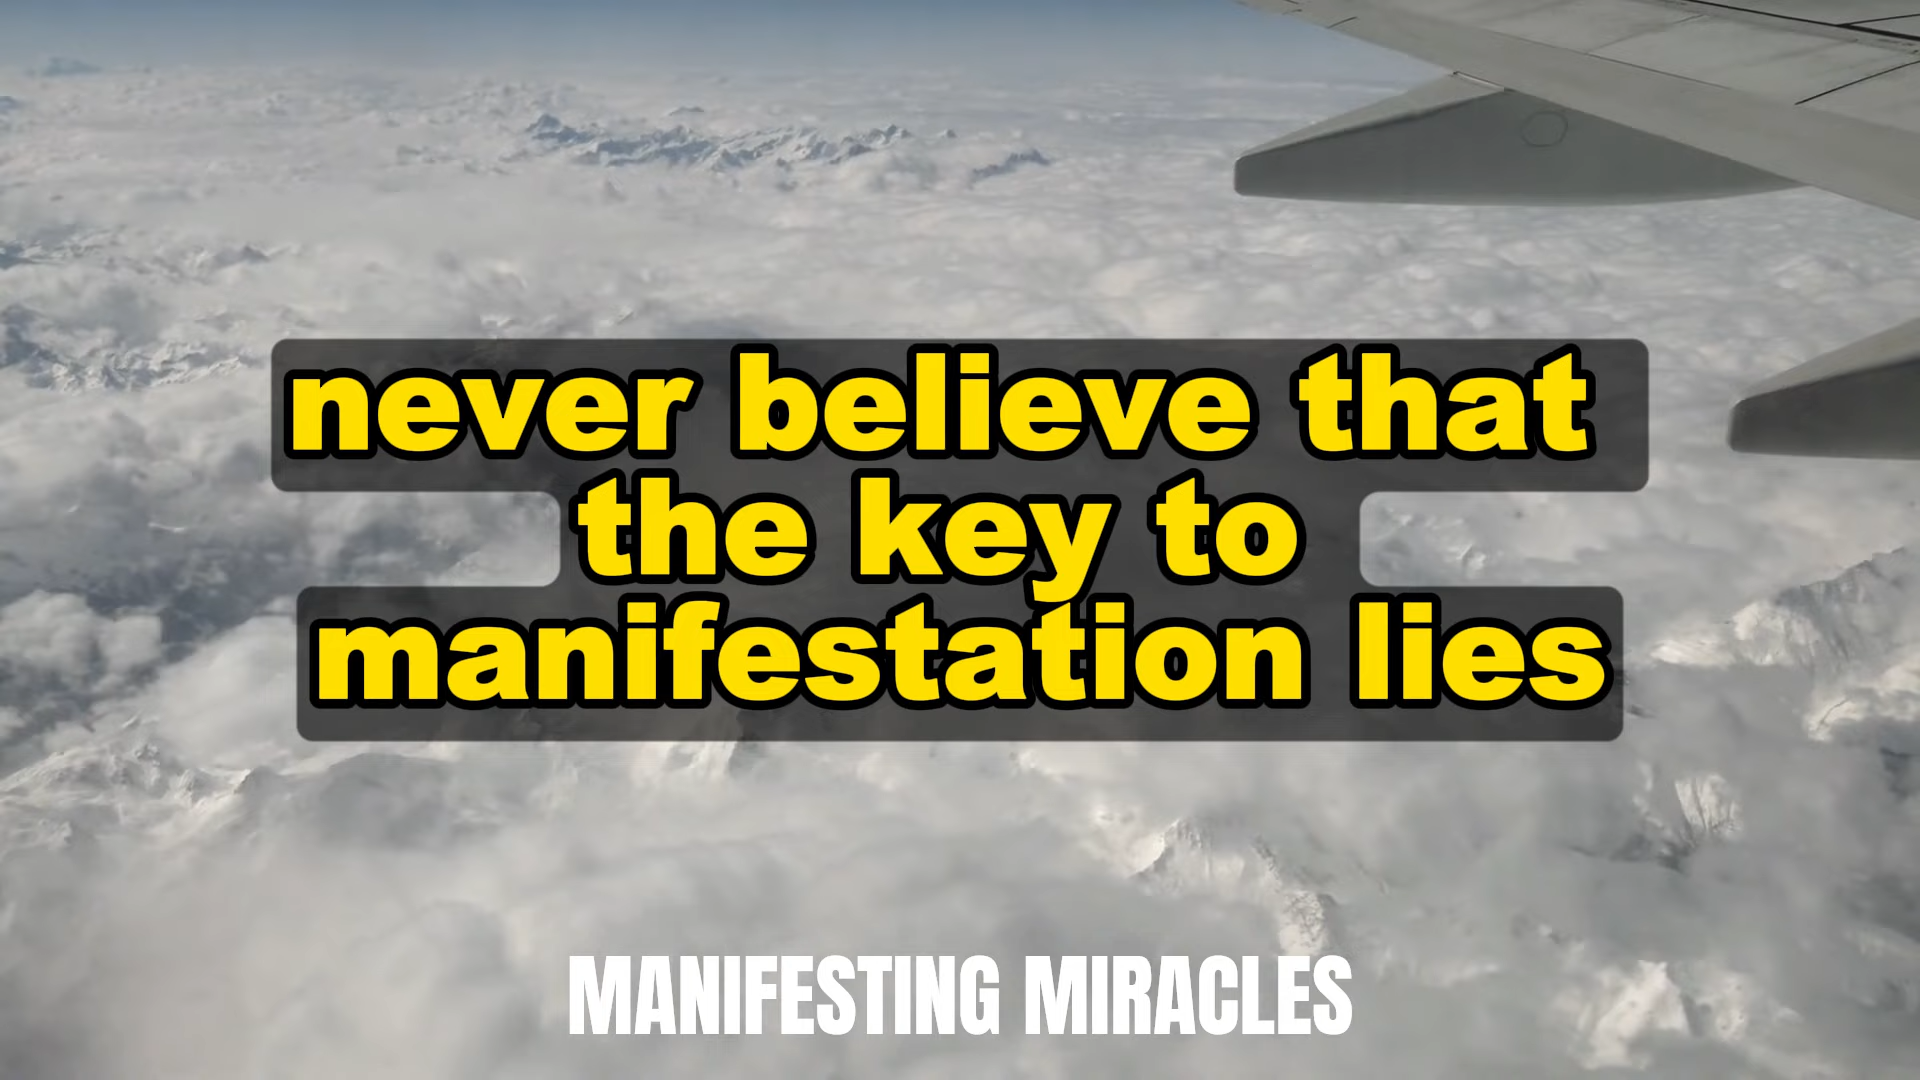 never believe that
the key to
manifestation lies
MANIFESTING MIRACLES